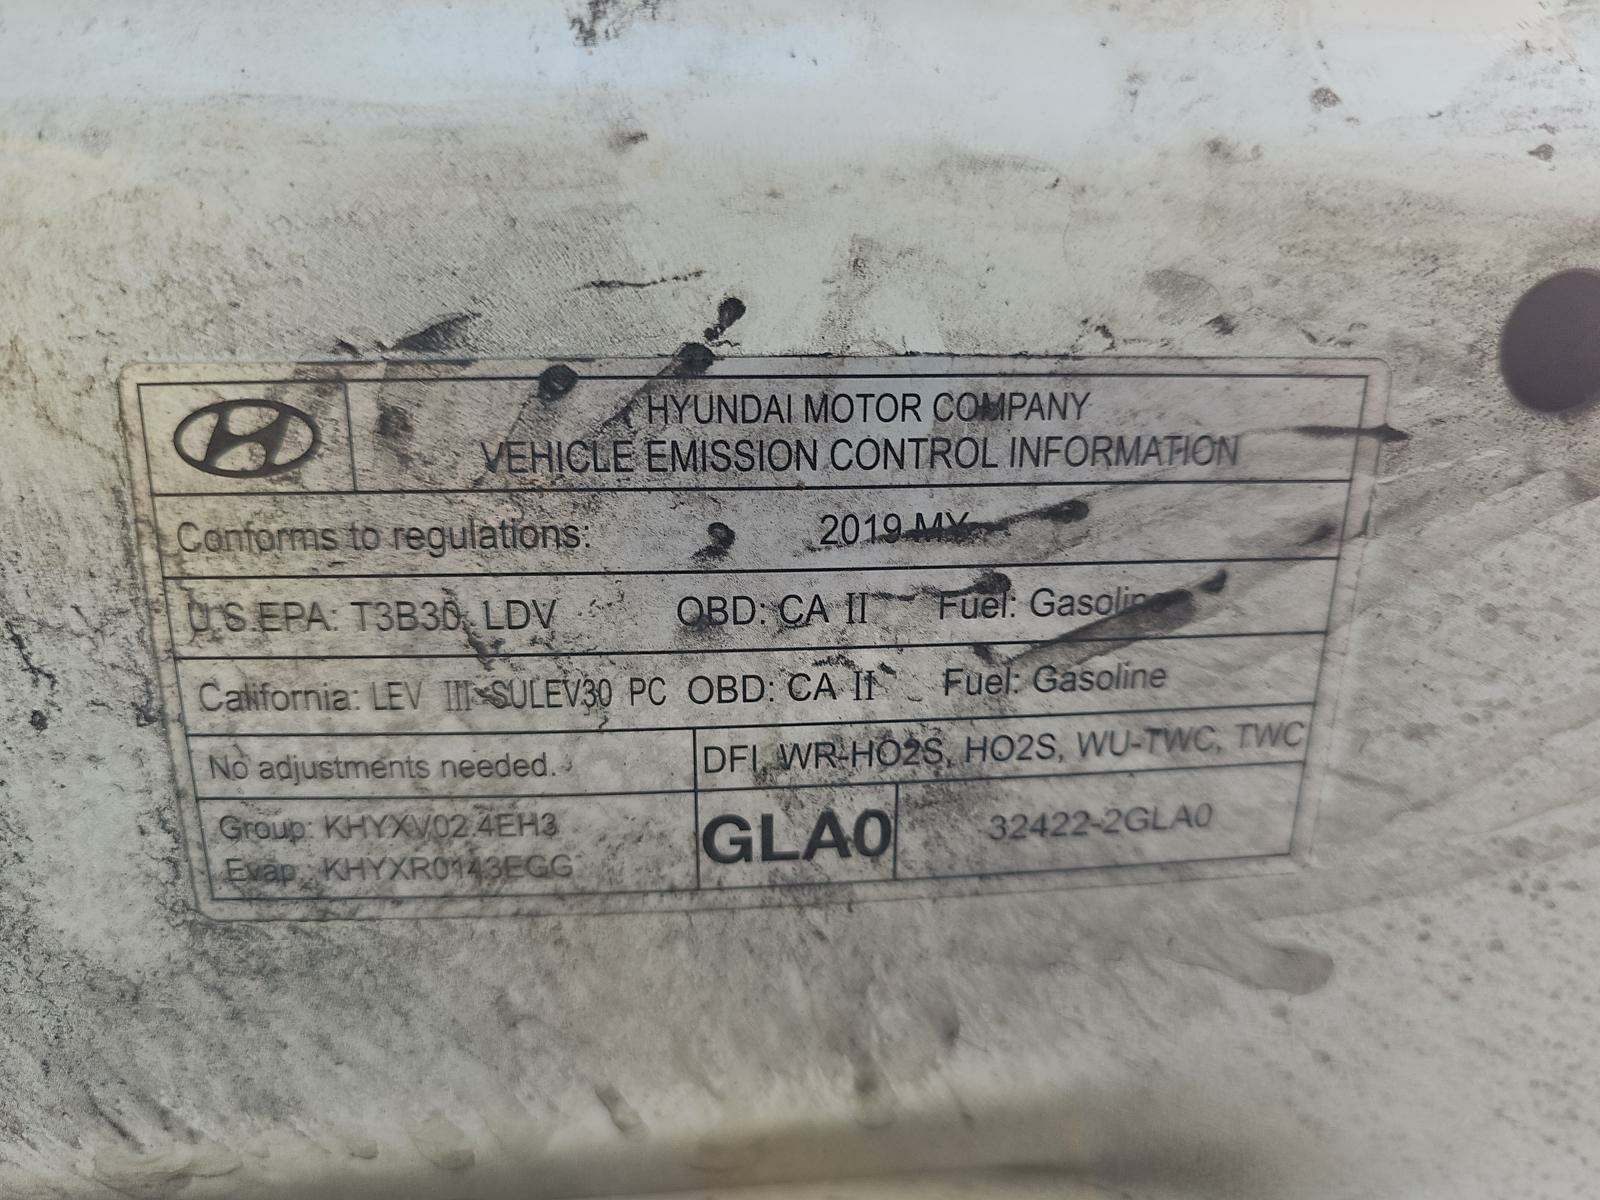 HYUNDAI MOTOR COMPANY
VEHICLE EMISSION CONTROL INFORMATION
Conforms to regulations: 2019 MY
U.S.EPA: T3B30, LDV OBD: CA II Fuel: Gasoline
California: LEV III-SULEV30 PC OBD: CA II Fuel: Gasoline
No adjustments needed. DFI, WR-HO2S, HO2S, WU-TWC, TWC
Group: KHYXV02.4EH3
Evap: KHYXR0143EGG
GLA0 32422-2GLA0